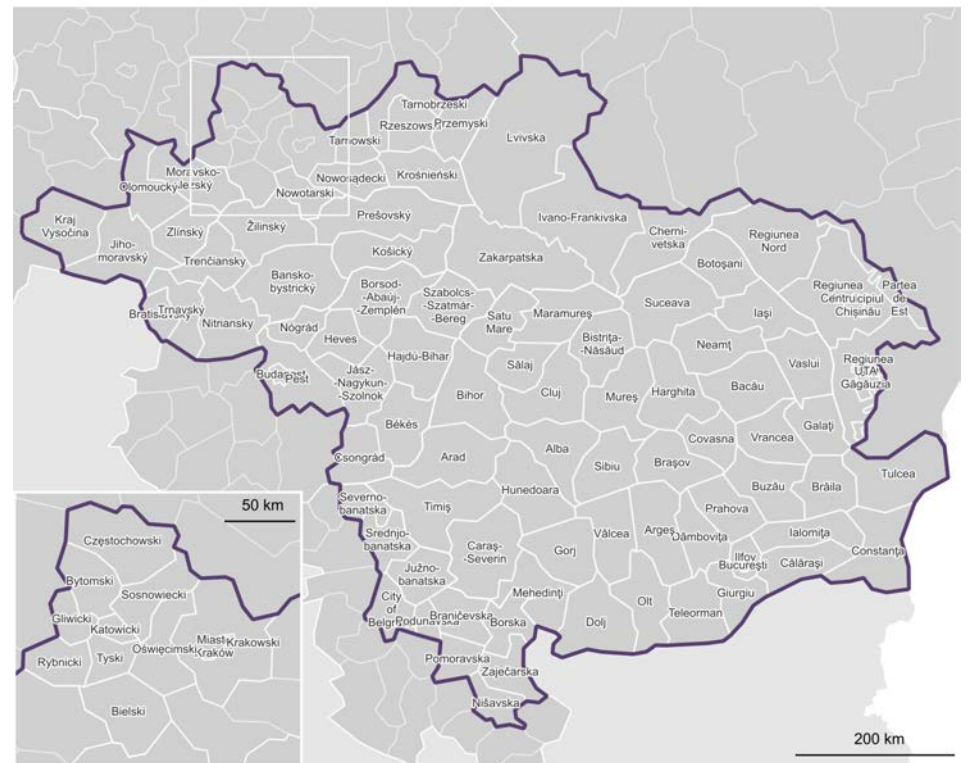 Tarnobrzeski
Rzeszowski
Przemyski
Lvivska
Tarnowski
Moravsko-
-slezský
Olomoucký
Nowosądecki
Krośnieński
Nowotarski
Kraj
Vysočina
Zlínský
Žilinský
Prešovský
Ivano-Frankivska
Cherni-
vetska
Regiunea
Nord
Jiho-
moravský
Trenčiansky
Košický
Zakarpatska
Botoşani
Bansko-
bystrický
Borsod-
-Abaúj-
-Zemplén
Szabolcs-
-Szatmár-
-Bereg
Suceava
Regiunea
Centru
Partea
de
Est
Chişinău
Bratislavský
Trnavský
Nitriansky
Nógrád
Heves
Satu
Mare
Maramureş
Iaşi
Bistriţa-
-Năsăud
Neamţ
Hajdú-Bihar
Sălaj
Vaslui
Regiunea
UTA
Găgăuzia
Budapest
Pest
Jász-
-Nagykun-
-Szolnok
Bihor
Cluj
Mureş
Harghita
Bacău
Békés
Galaţi
Csongrád
Arad
Alba
Sibiu
Braşov
Covasna
Vrancea
Tulcea
Hunedoara
Buzău
Brăila
Severno-
banatska
Timiş
Prahova
Srednjo-
banatska
Caraş-
Severin
Gorj
Vâlcea
Argeş
Dâmboviţa
Ialomiţa
Constanţa
Južno-
banatska
Ilfov
Bucureşti
Călăraşi
City
of
Belgrade
Podunavska
Braničevska
Borska
Mehedinţi
Dolj
Olt
Teleorman
Giurgiu
Pomoravska
Zaječarska
Nišavska
200 km
50 km
Częstochowski
Bytomski
Sosnowiecki
Gliwicki
Katowicki
Miasto
Kraków
Krakowski
Oświęcimski
Rybnicki
Tyski
Bielski